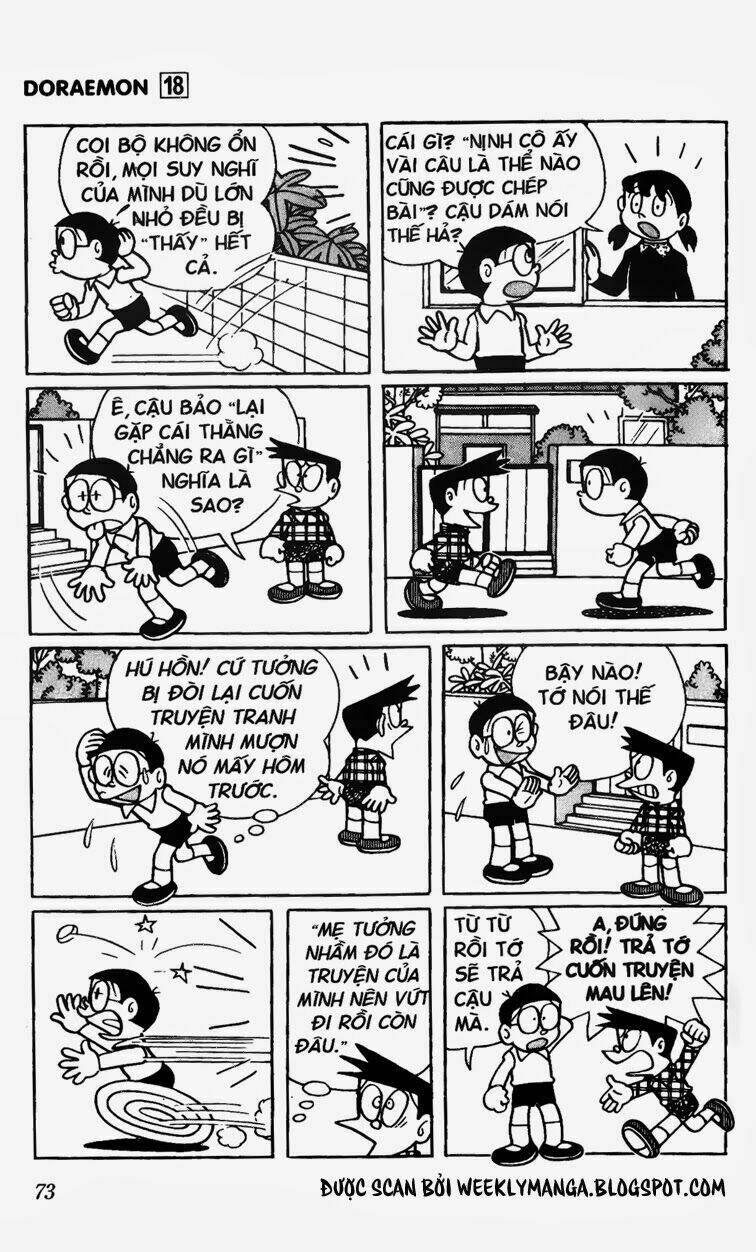 DORAEMON 18
CÁI GÌ? "NỊNH CÔ ẤY
VÀI CÂU LÀ THỂ NÀO
CŨNG ĐƯỢC CHÉP
BÀI"? CẬU DÁM NÓI
THẾ HẢ?
COI BỘ KHÔNG ỔN
RỒI, MỌI SUY NGHĨ
CỦA MÌNH DÙ LỚN
NHỎ ĐỀU BỊ
"THẤY" HẾT
CẢ.
Ê, CẬU BẢO "LẠI
GẶP CÁI THẰNG
CHẲNG RA GÌ"
NGHĨA LÀ
SAO?
BẬY NÀO!
TỚ NÓI THẾ
ĐÂU!
HÚ HỒN! CỨ TƯỞNG
BỊ ĐÒI LẠI CUỐN
TRUYỆN TRANH
MÌNH MƯỢN
NÓ MẤY HÔM
TRƯỚC.
A, ĐÚNG
RỒI! TRẢ TỚ
CUỐN TRUYỆN
MAU LÊN!
TỪ TỪ
RỒI TỚ
SẼ TRẢ
CẬU
MÀ.
"MẸ TƯỞNG
NHẦM ĐÓ LÀ
TRUYỆN CỦA
MÌNH NÊN VỨT
ĐI RỒI CÒN
ĐÂU."
73
ĐƯỢC SCAN BỞI WEEKLYMANGA.BLOGSPOT.COM